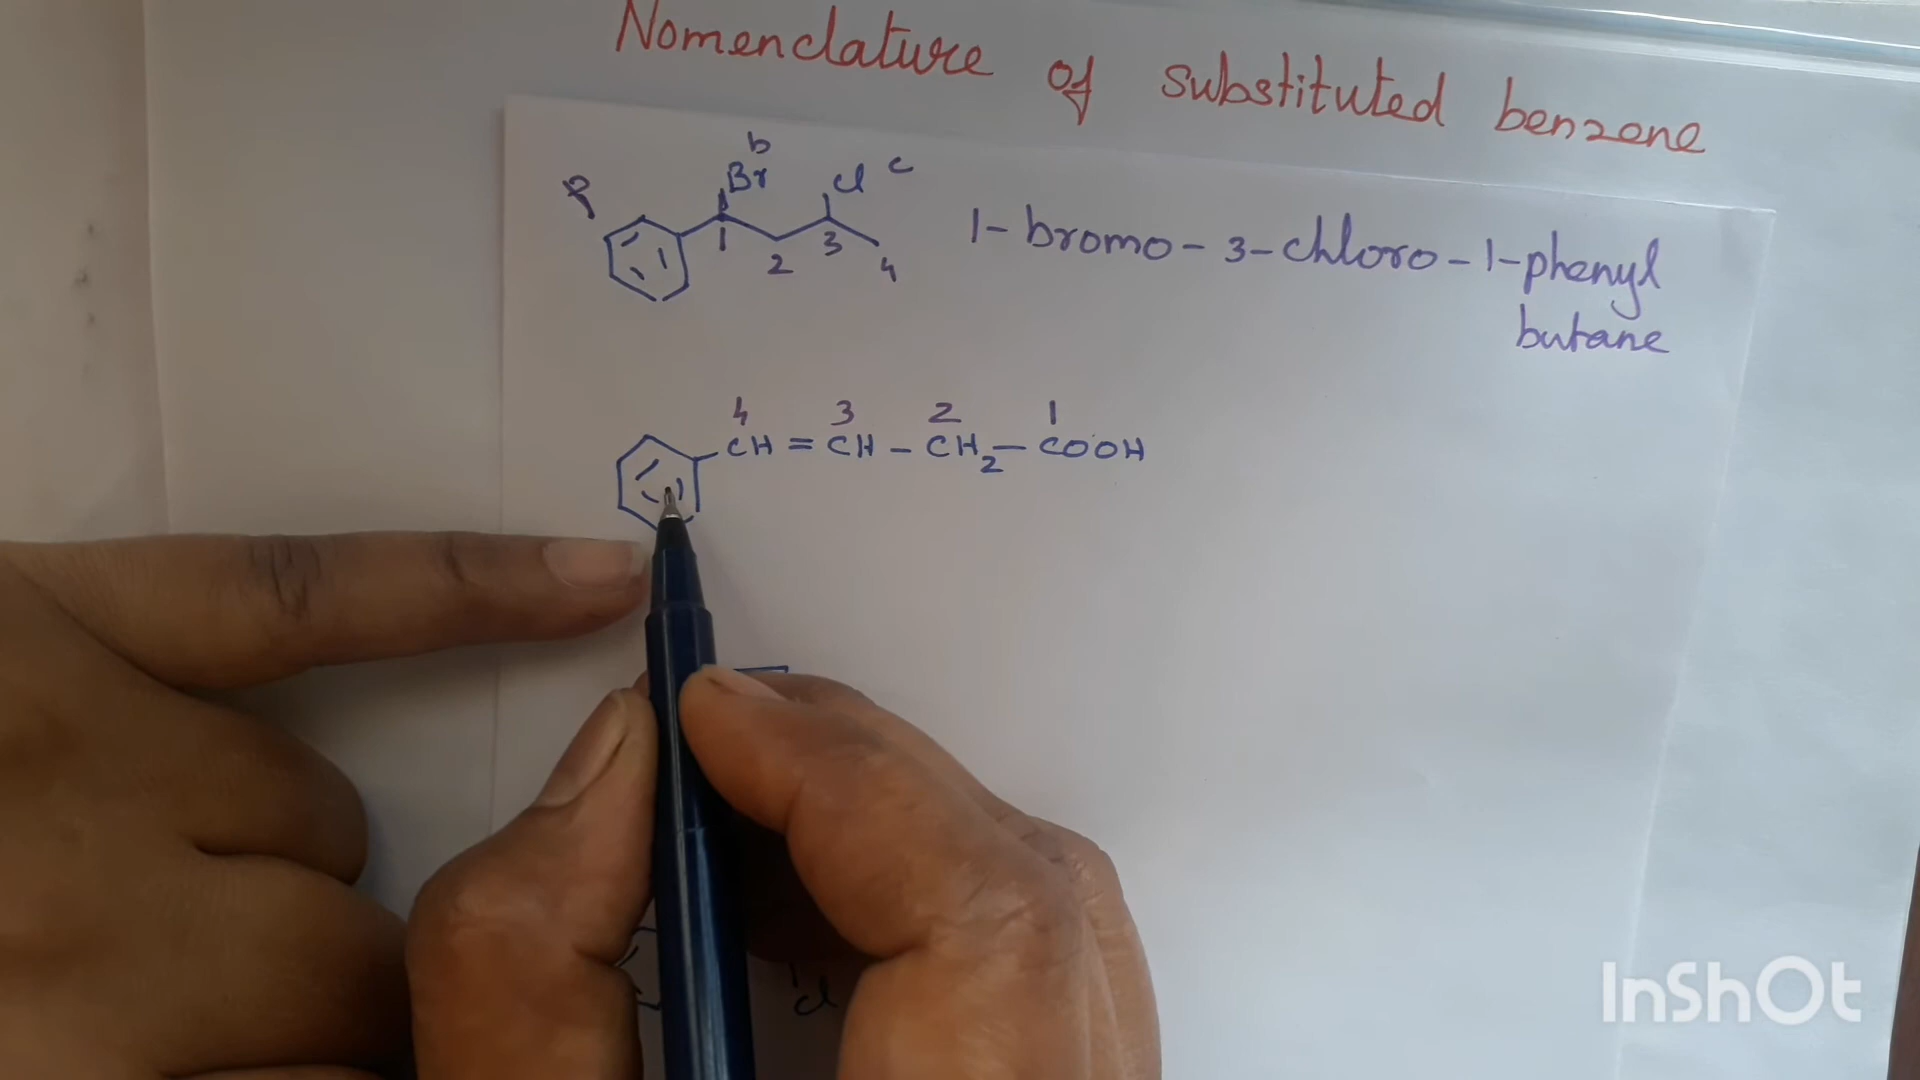 Nomenclature of substituted benzene
b
Br Cl c
P
1 2 3 4
1-bromo-3-chloro-1-phenyl
butane
4 3 2 1
CH=CH-CH2-COOH
cl
InShOt